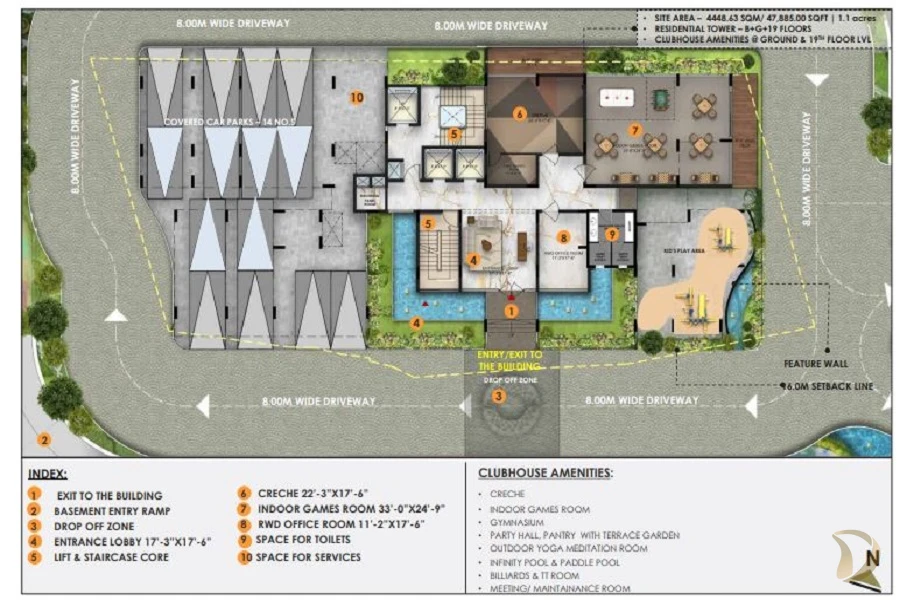 8.00M WIDE DRIVEWAY
8.00M WIDE DRIVEWAY
• SITE AREA – 4448.63 SQM/ 47,885.00 SQFT | 1.1 acres
• RESIDENTIAL TOWER – B+G+19 FLOORS
• CLUBHOUSE AMENITIES @ GROUND & 19TH FLOOR LVL
8.00M WIDE DRIVEWAY
8.00M WIDE DRIVEWAY
10
COVERED CAR PARKS – 34 NO.S
5
6
7
5
4
8
9
KID'S PLAY AREA
4
1
ENTRY/EXIT TO
THE BUILDING
DROP OFF ZONE
3
FEATURE WALL
6.0M SETBACK LINE
8.00M WIDE DRIVEWAY
8.00M WIDE DRIVEWAY
2
INDEX:
1 EXIT TO THE BUILDING
2 BASEMENT ENTRY RAMP
3 DROP OFF ZONE
4 ENTRANCE LOBBY 17'-3"X17'-6"
5 LIFT & STAIRCASE CORE
6 CRECHE 22'-3"X17'-6"
7 INDOOR GAMES ROOM 33'-0"X24'-9"
8 RWD OFFICE ROOM 11'-2"X17'-6"
9 SPACE FOR TOILETS
10 SPACE FOR SERVICES
CLUBHOUSE AMENITIES:
• CRECHE
• INDOOR GAMES ROOM
• GYMNASIUM
• PARTY HALL, PANTRY WITH TERRACE GARDEN
• OUTDOOR YOGA MEDITATION ROOM
• INFINITY POOL & PADDLE POOL
• BILLIARDS & TT ROOM
• MEETING/ MAINTAINANCE ROOM
N